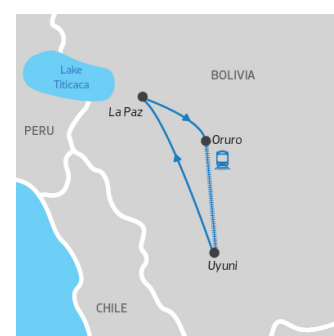 Lake
Titicaca
BOLIVIA
La Paz
PERU
Oruro
Uyuni
CHILE